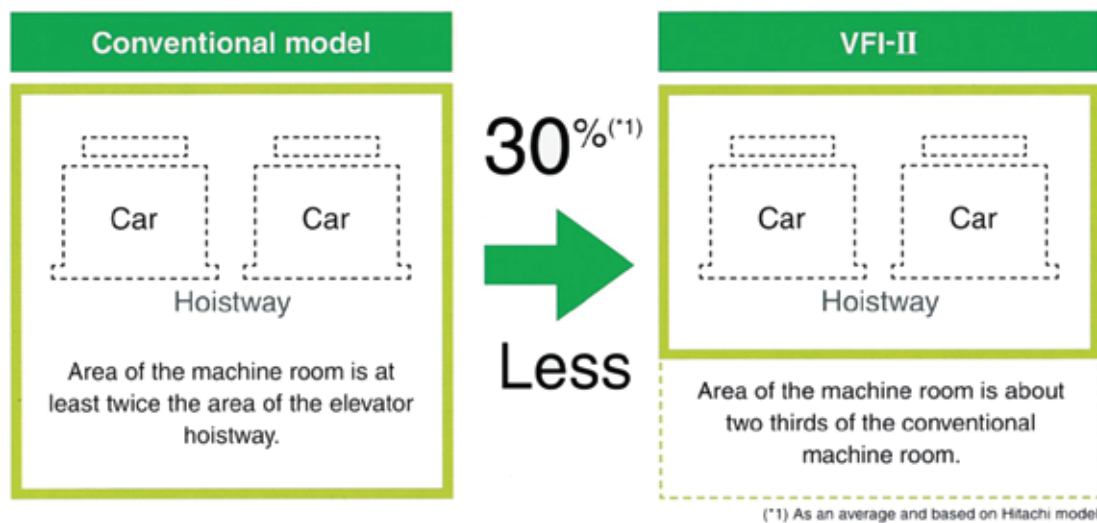 Conventional model
Car
Car
Hoistway
Area of the machine room is at
least twice the area of the elevator
hoistway.
30%(*1)
Less
VFI-II
Car
Car
Hoistway
Area of the machine room is about
two thirds of the conventional
machine room.
(*1) As an average and based on Hitachi model